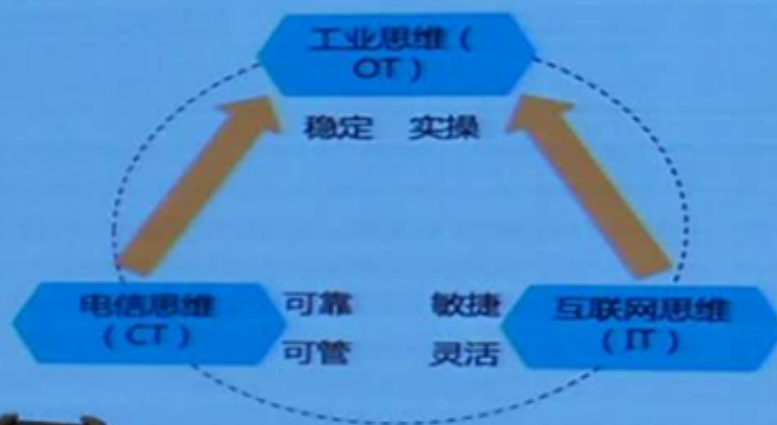 工业思维（
OT）
稳定 实操
电信思维
（CT）
可靠
可管
敏捷
灵活
互联网思维
（IT）